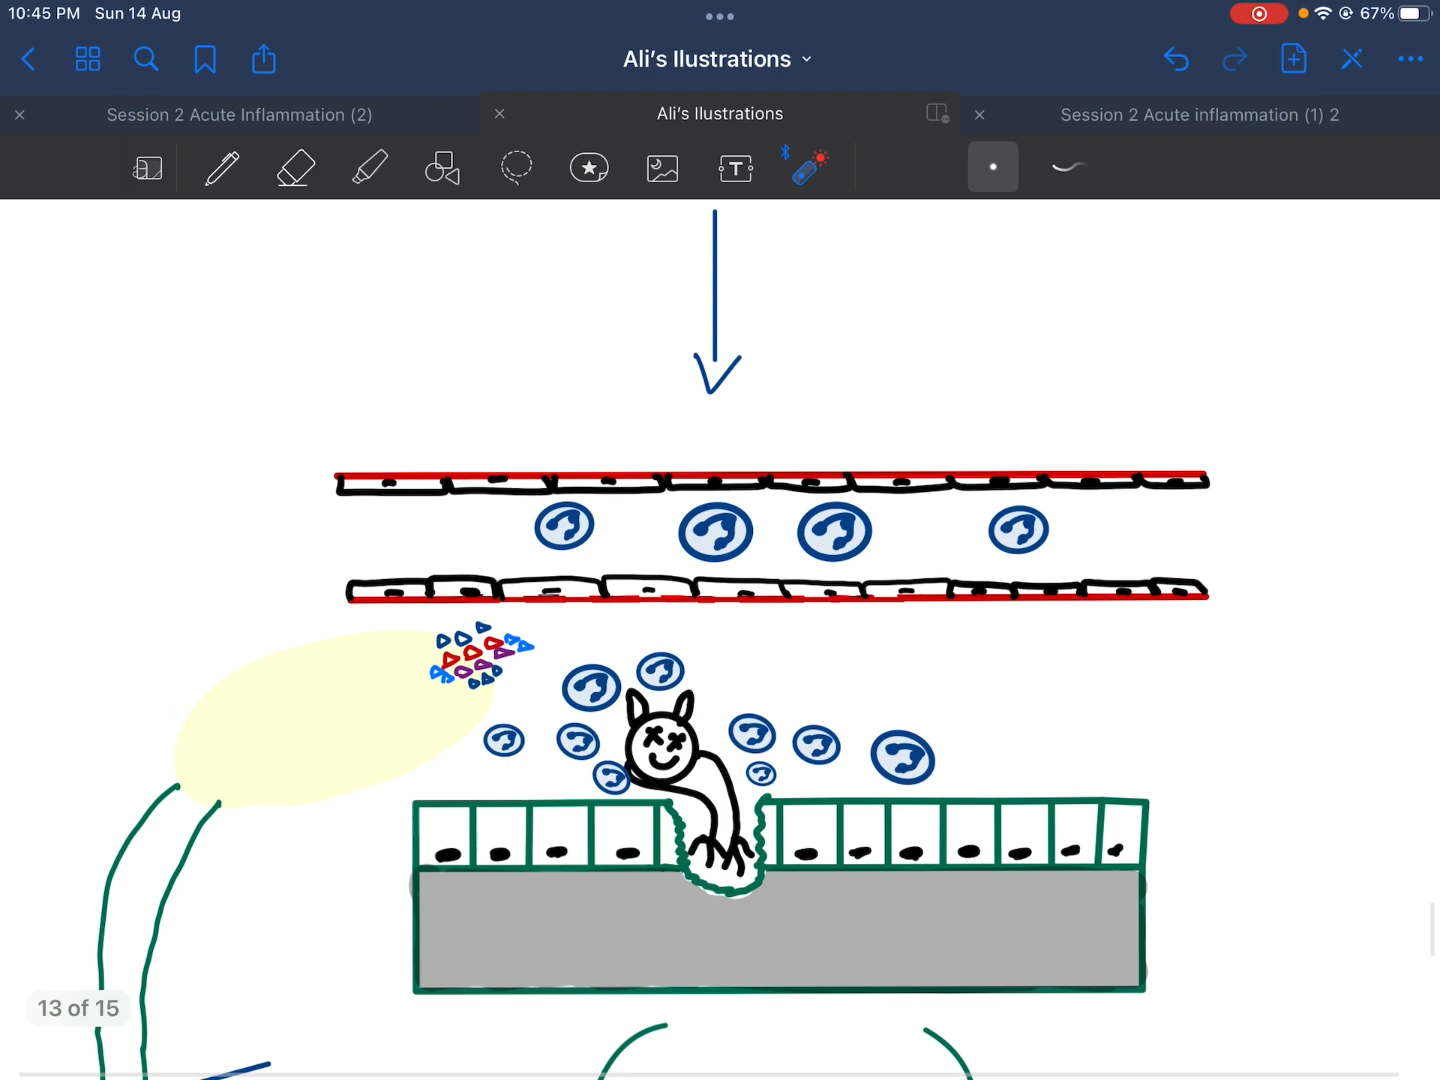 10:45 PM Sun 14 Aug
67%
Ali's Ilustrations
Session 2 Acute Inflammation (2)
Ali's Ilustrations
Session 2 Acute inflammation (1) 2
T
13 of 15